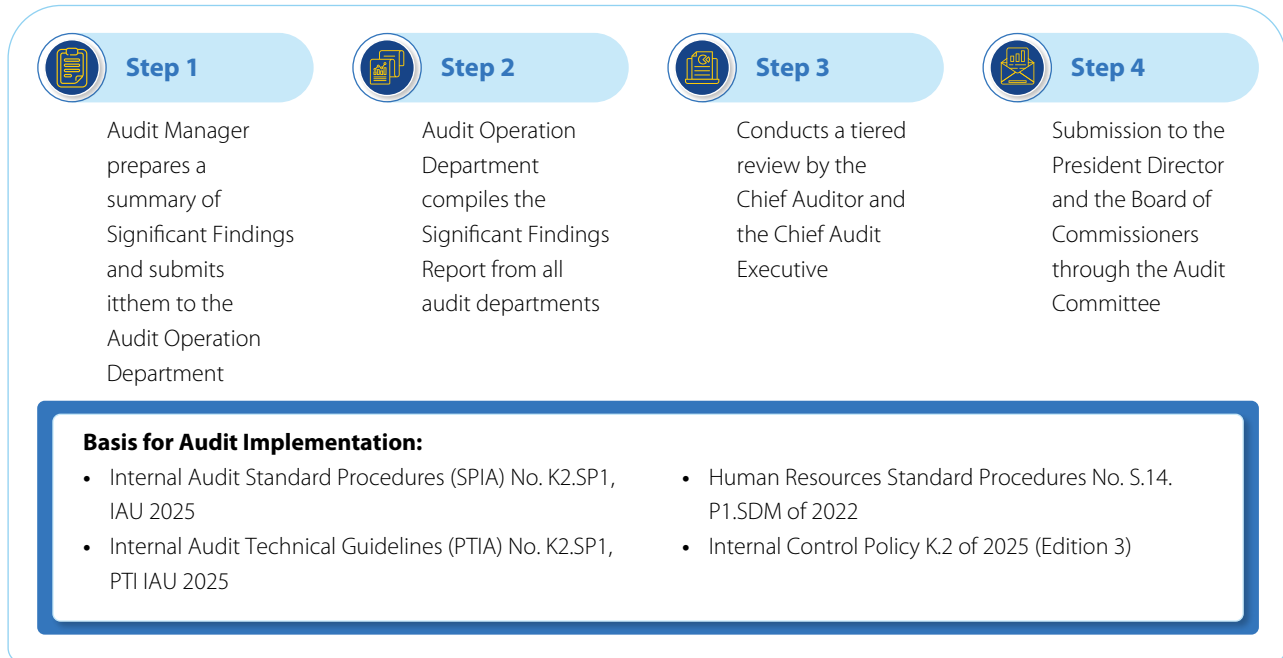 Step 1
Audit Manager
prepares a
summary of
Significant Findings
and submits
itthem to the
Audit Operation
Department
Step 2
Audit Operation
Department
compiles the
Significant Findings
Report from all
audit departments
Step 3
Conducts a tiered
review by the
Chief Auditor and
the Chief Audit
Executive
Step 4
Submission to the
President Director
and the Board of
Commissioners
through the Audit
Committee
Basis for Audit Implementation:
• Internal Audit Standard Procedures (SPIA) No. K2.SP1,
IAU 2025
• Internal Audit Technical Guidelines (PTIA) No. K2.SP1,
PTI IAU 2025
• Human Resources Standard Procedures No. S.14.
P1.SDM of 2022
• Internal Control Policy K.2 of 2025 (Edition 3)